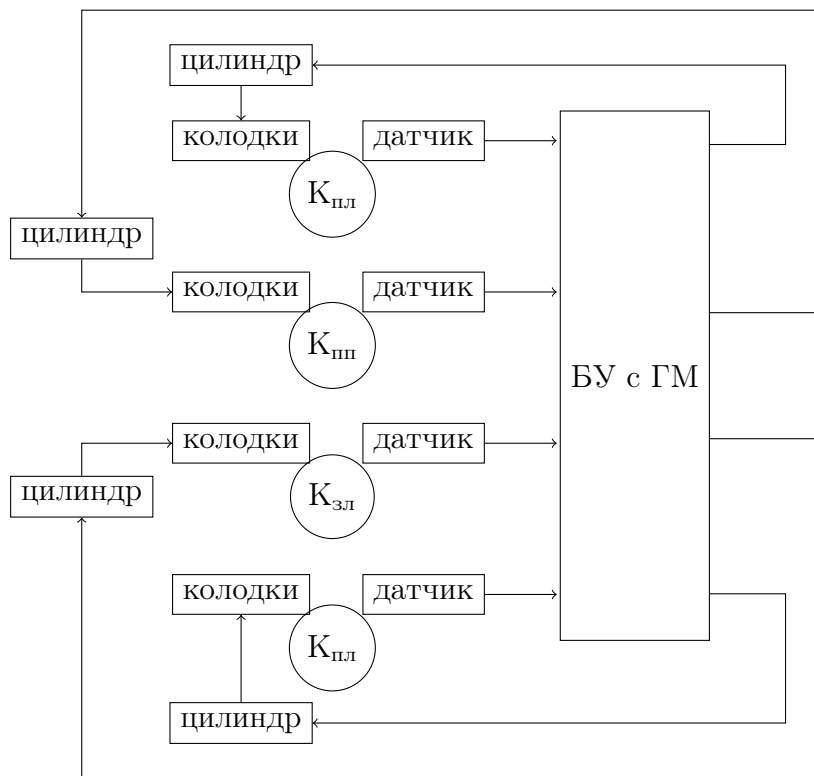 цилиндр
колодки
датчик
Кпл
цилиндр
колодки
датчик
Кпп
БУ с ГМ
колодки
датчик
цилиндр
Кзл
колодки
датчик
Кпл
цилиндр